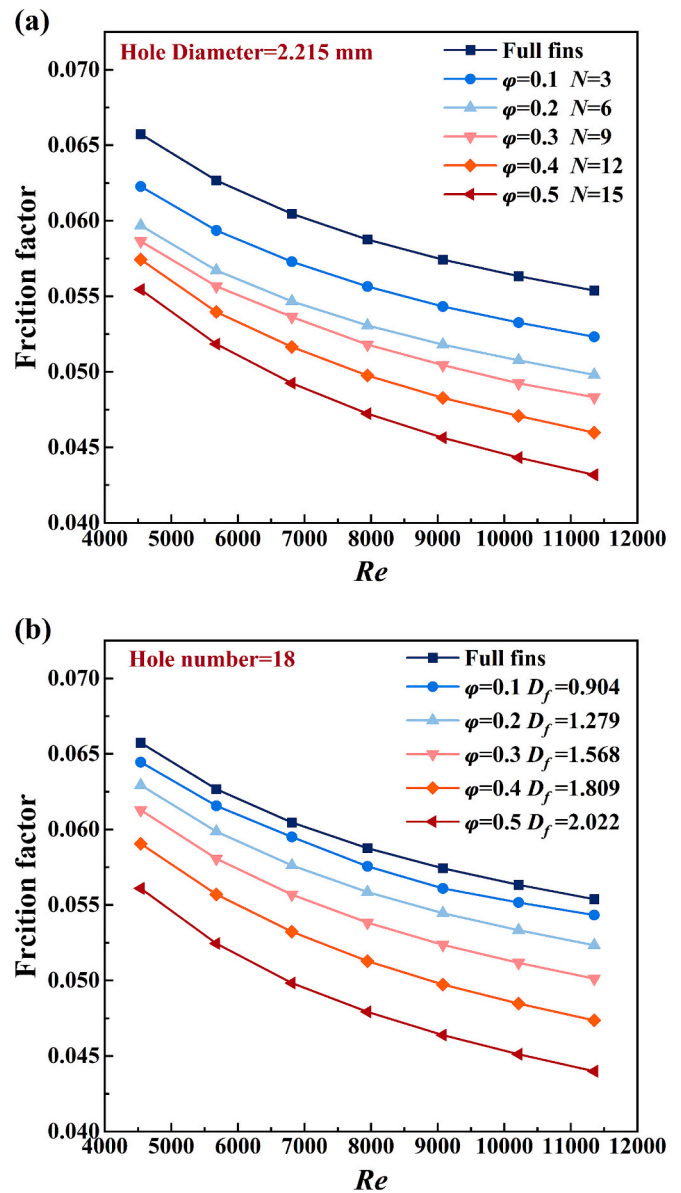 (a)
Hole Diameter=2.215 mm
Full fins
φ=0.1 N=3
φ=0.2 N=6
φ=0.3 N=9
φ=0.4 N=12
φ=0.5 N=15
0.070
0.065
0.060
0.055
0.050
0.045
0.040
Frcition factor
4000 5000 6000 7000 8000 9000 10000 11000 12000
Re
(b)
Hole number=18
Full fins
φ=0.1 D_f=0.904
φ=0.2 D_f=1.279
φ=0.3 D_f=1.568
φ=0.4 D_f=1.809
φ=0.5 D_f=2.022
0.070
0.065
0.060
0.055
0.050
0.045
0.040
Frcition factor
4000 5000 6000 7000 8000 9000 10000 11000 12000
Re